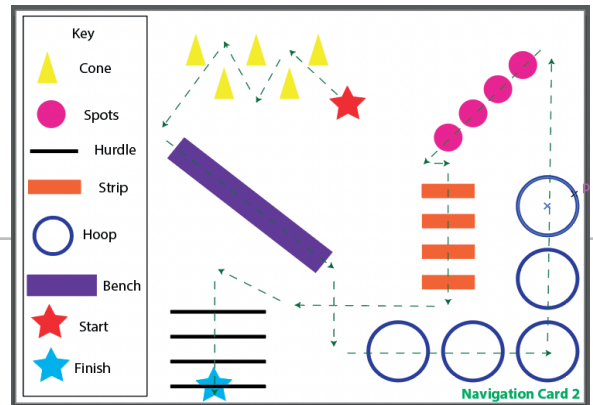 Key
Cone
Spots
Hurdle
Strip
Hoop
Bench
Start
Finish
Navigation Card 2